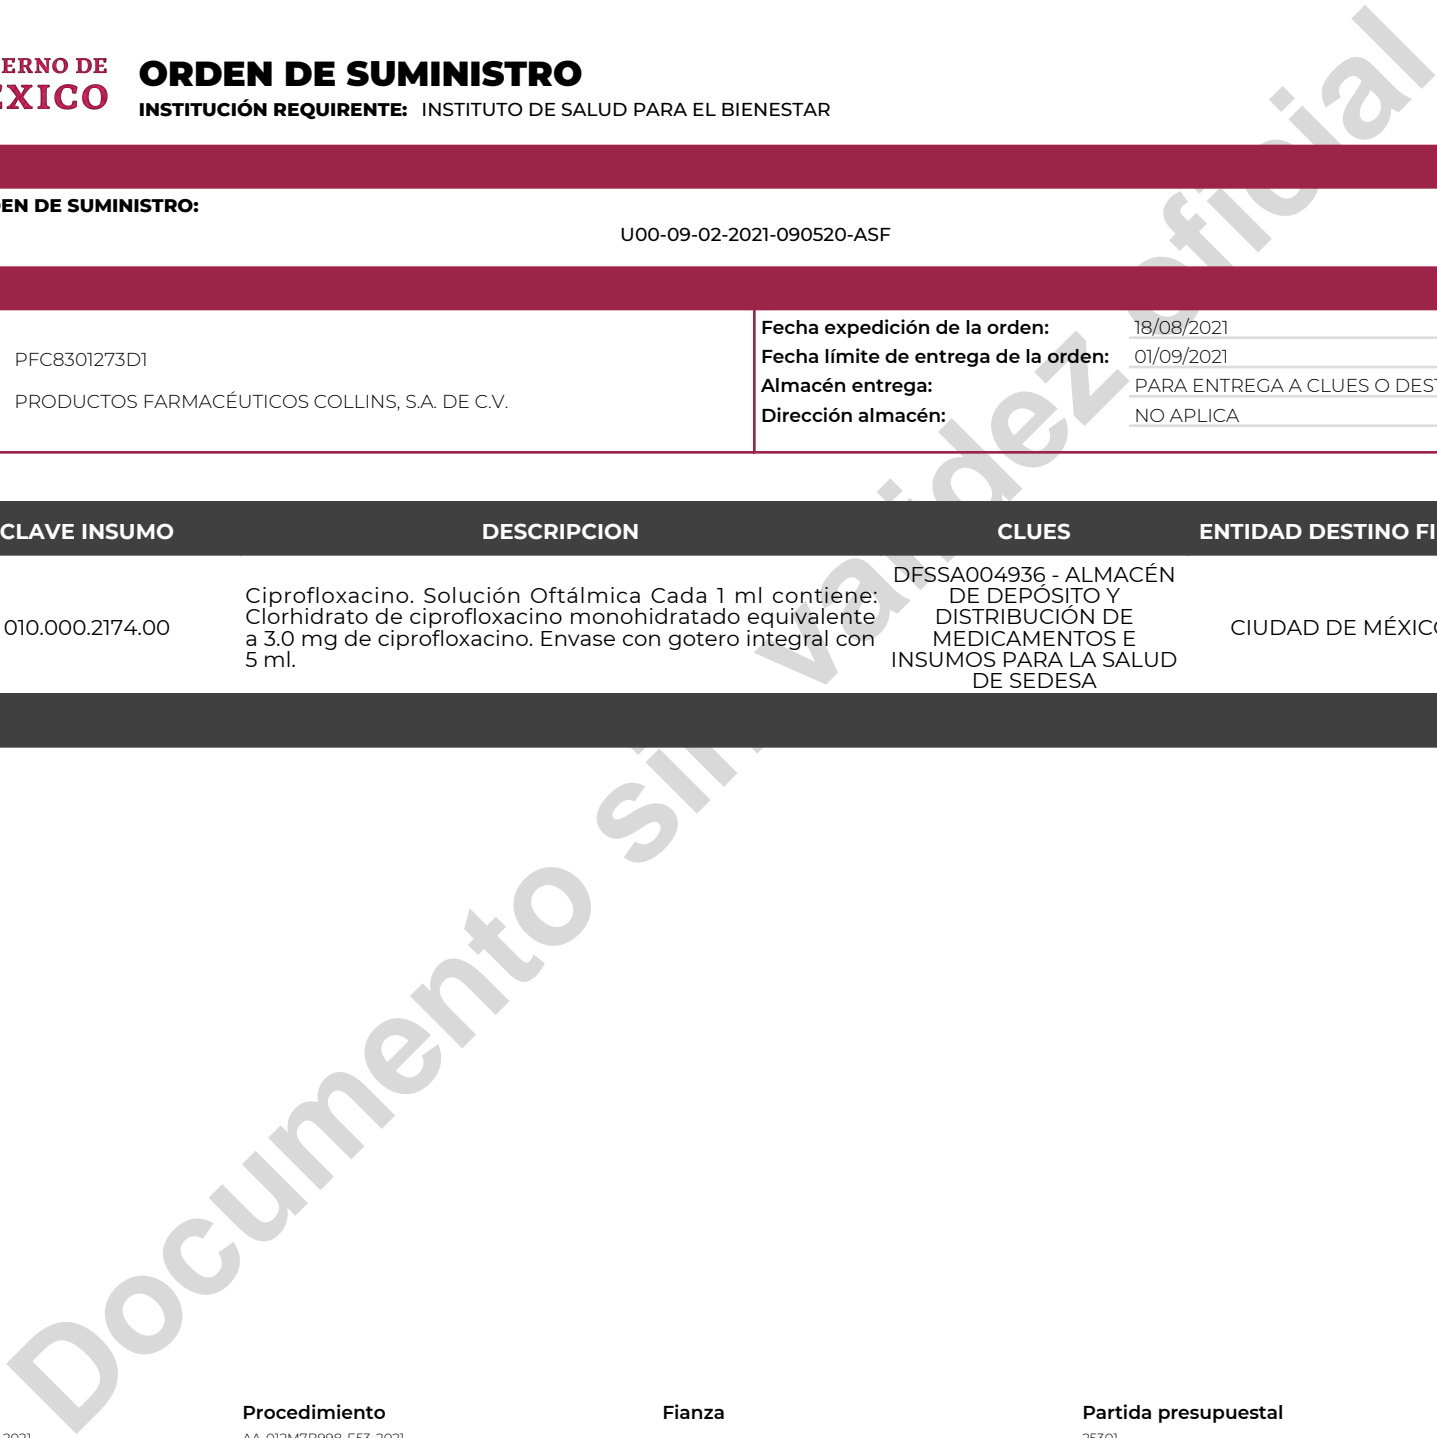 ERNO DE
ÉXICO
ORDEN DE SUMINISTRO
INSTITUCIÓN REQUIRENTE: INSTITUTO DE SALUD PARA EL BIENESTAR
EN DE SUMINISTRO:
U00-09-02-2021-090520-ASF
PFC8301273D1
PRODUCTOS FARMACÉUTICOS COLLINS, S.A. DE C.V.
Fecha expedición de la orden: 18/08/2021
Fecha límite de entrega de la orden: 01/09/2021
Almacén entrega: PARA ENTREGA A CLUES O DEST
Dirección almacén: NO APLICA
CLAVE INSUMO DESCRIPCION CLUES ENTIDAD DESTINO FI
010.000.2174.00
Ciprofloxacino. Solución Oftálmica Cada 1 ml contiene:
Clorhidrato de ciprofloxacino monohidratado equivalente
a 3.0 mg de ciprofloxacino. Envase con gotero integral con
5 ml.
DFSSA004936 - ALMACÉN
DE DEPÓSITO Y
DISTRIBUCIÓN DE
MEDICAMENTOS E
INSUMOS PARA LA SALUD
DE SEDESA
CIUDAD DE MÉXICO
Documento sin validez oficial
Procedimiento Fianza Partida presupuestal